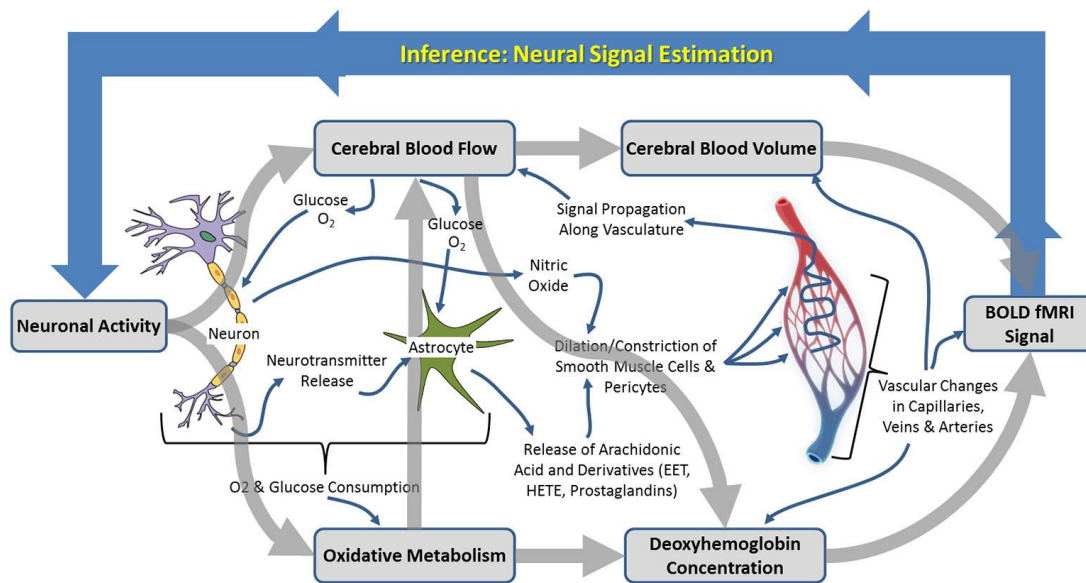 Inference: Neural Signal Estimation
Cerebral Blood Flow
Cerebral Blood Volume
Glucose
O2
Glucose
O2
Signal Propagation
Along Vasculature
Nitric
Oxide
Neuronal Activity
Neuron
Astrocyte
BOLD fMRI
Signal
Neurotransmitter
Release
Dilation/Constriction of
Smooth Muscle Cells &
Pericytes
Vascular Changes
in Capillaries,
Veins & Arteries
Release of Arachidonic
Acid and Derivatives (EET,
HETE, Prostaglandins)
O2 & Glucose Consumption
Oxidative Metabolism
Deoxyhemoglobin
Concentration